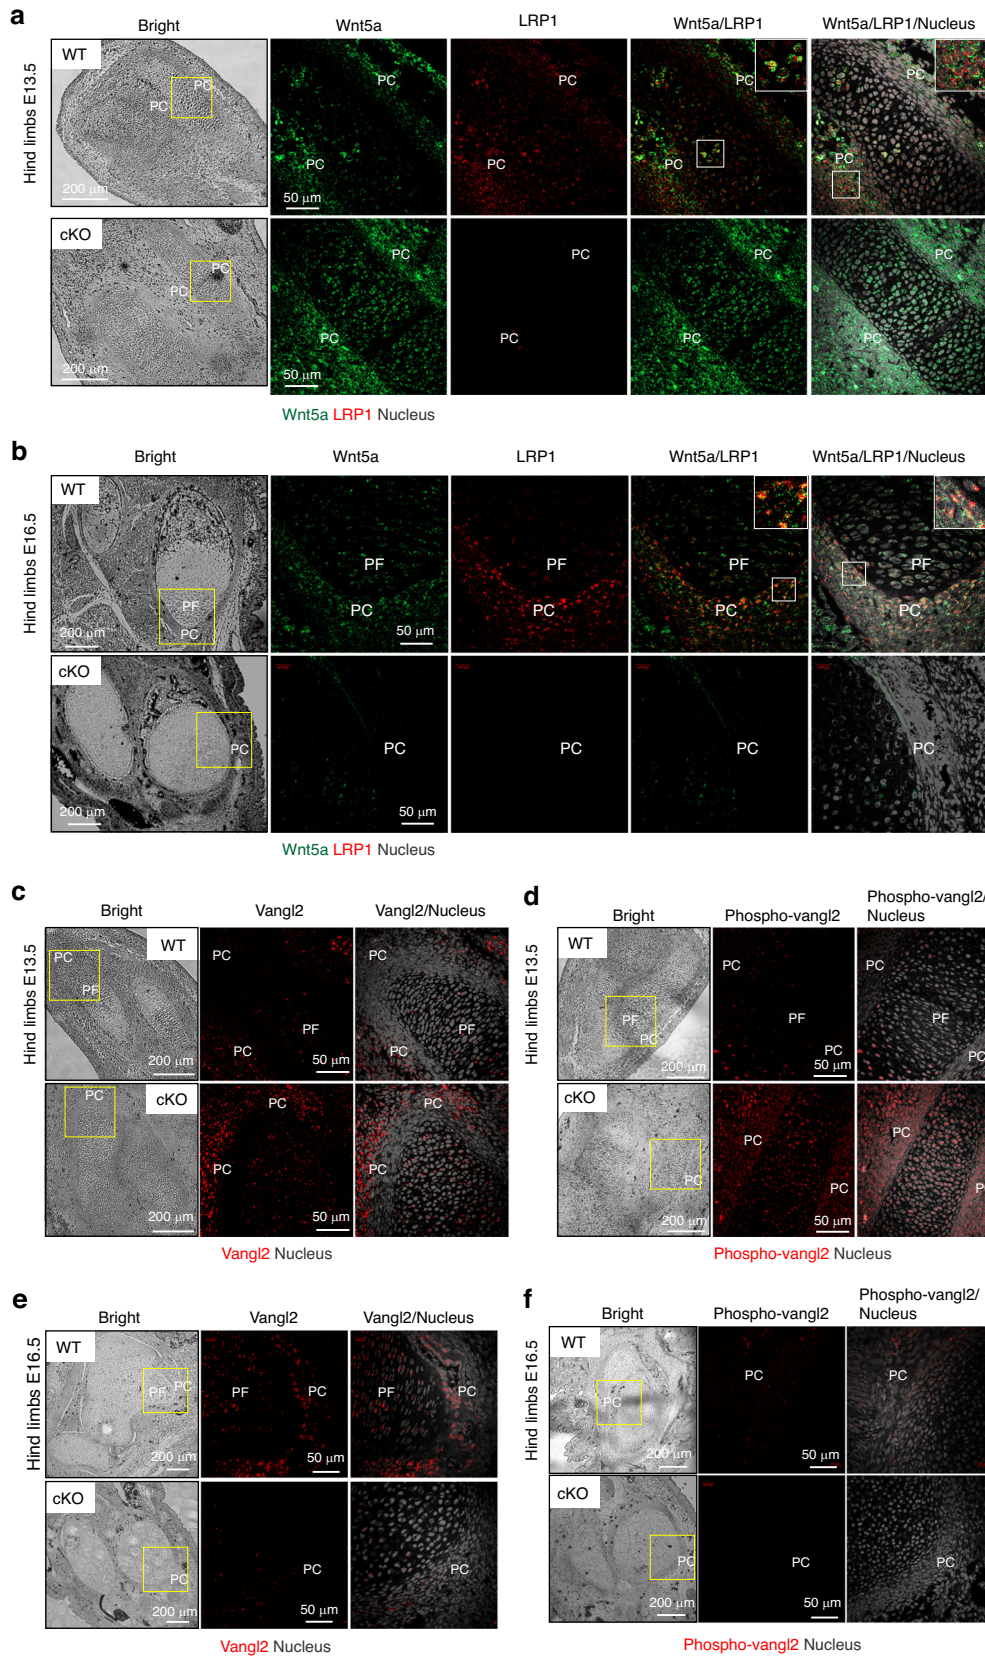 a
Bright
Wnt5a
LRP1
Wnt5a/LRP1
Wnt5a/LRP1/Nucleus
Hind limbs E13.5
WT
PC
PC
200 µm
PC
PC
50 µm
PC
PC
PC
PC
PC
PC
cKO
PC
PC
200 µm
PC
PC
50 µm
PC
PC
PC
PC
PC
PC
Wnt5a LRP1 Nucleus
b
Bright
Wnt5a
LRP1
Wnt5a/LRP1
Wnt5a/LRP1/Nucleus
Hind limbs E16.5
WT
PF
PC
200 µm
PF
PC
50 µm
PF
PC
PF
PC
PF
PC
cKO
PC
200 µm
PC
50 µm
PC
PC
PC
Wnt5a LRP1 Nucleus
c
Bright
Vangl2
Vangl2/Nucleus
Hind limbs E13.5
WT
PC
PF
200 µm
PC
PF
PC
50 µm
PC
PF
PC
cKO
PC
200 µm
PC
PC
50 µm
PC
PC
Vangl2 Nucleus
d
Bright
Phospho-vangl2
Phospho-vangl2/
Nucleus
Hind limbs E13.5
WT
PF
PC
200 µm
PC
PF
PC
50 µm
PC
PF
PC
cKO
PC
200 µm
PC
PC
50 µm
PC
P
Phospho-vangl2 Nucleus
e
Bright
Vangl2
Vangl2/Nucleus
Hind limbs E16.5
WT
PF
PC
200 µm
PF
PC
50 µm
PF
PC
cKO
PC
200 µm
PC
50 µm
PC
Vangl2 Nucleus
f
Bright
Phospho-vangl2
Phospho-vangl2/
Nucleus
Hind limbs E16.5
WT
PC
200 µm
PC
50 µm
PC
cKO
PC
200 µm
PC
50 µm
PC
Phospho-vangl2 Nucleus